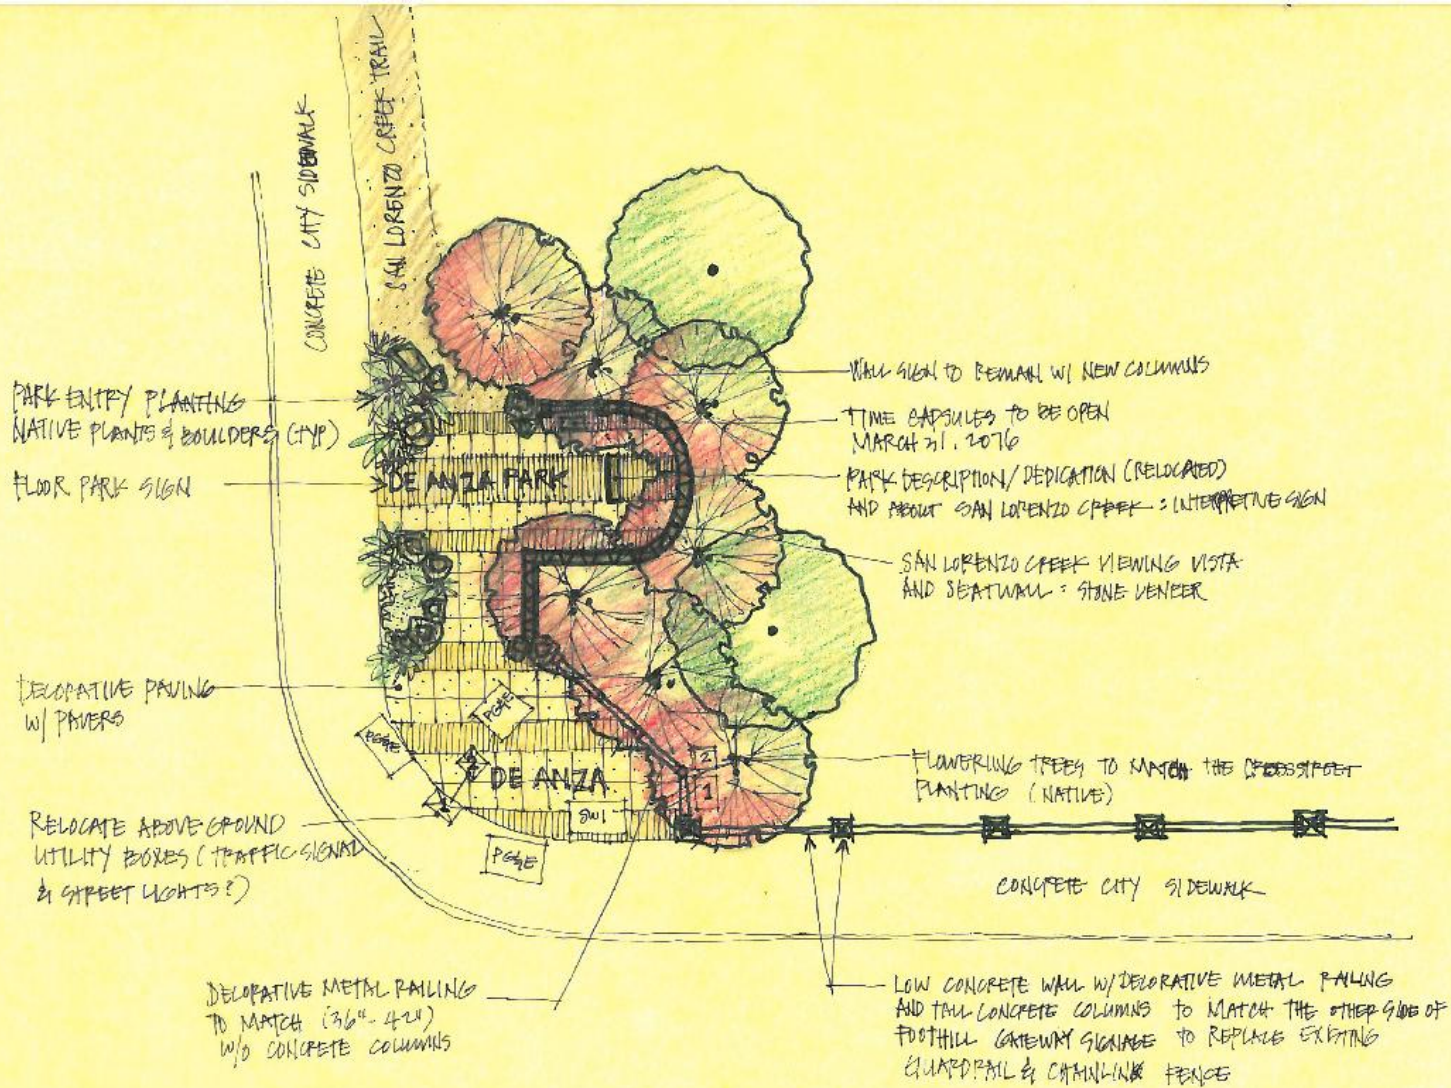 CONCRETE CITY SIDEWALK
SAN LORENZO CREEK TRAIL
PARK ENTRY PLANTING
NATIVE PLANTS & BOULDERS (TYP)
FLOOR PARK SIGN
DE ANZA PARK
WALL SIGN TO REMAIN W/ NEW COLUMNS
TIME CAPSULES TO BE OPEN
MARCH 31, 2076
PARK DESCRIPTION/DEDICATION (RELOCATED)
AND ABOUT SAN LORENZO CREEK : INTERPRETIVE SIGN
SAN LORENZO CREEK VIEWING VISTA
AND SEATWALL : STONE VENEER
DECORATIVE PAVING
W/ PAVERS
PG&E
PG&E
2
DE ANZA
1
SW1
PG&E
FLOWERING TREES TO MATCH THE CROSS STREET
PLANTING (NATIVE)
RELOCATE ABOVE GROUND
UTILITY BOXES (TRAFFIC SIGNAL
& STREET LIGHTS?)
CONCRETE CITY SIDEWALK
DECORATIVE METAL RAILING
TO MATCH (36"-42")
W/O CONCRETE COLUMNS
LOW CONCRETE WALL W/ DECORATIVE METAL RAILING
AND TALL CONCRETE COLUMNS TO MATCH THE OTHER SIDE OF
FOOTHILL GATEWAY SIGNAGE TO REPLACE EXISTING
GUARDRAIL & CHAINLINK FENCE